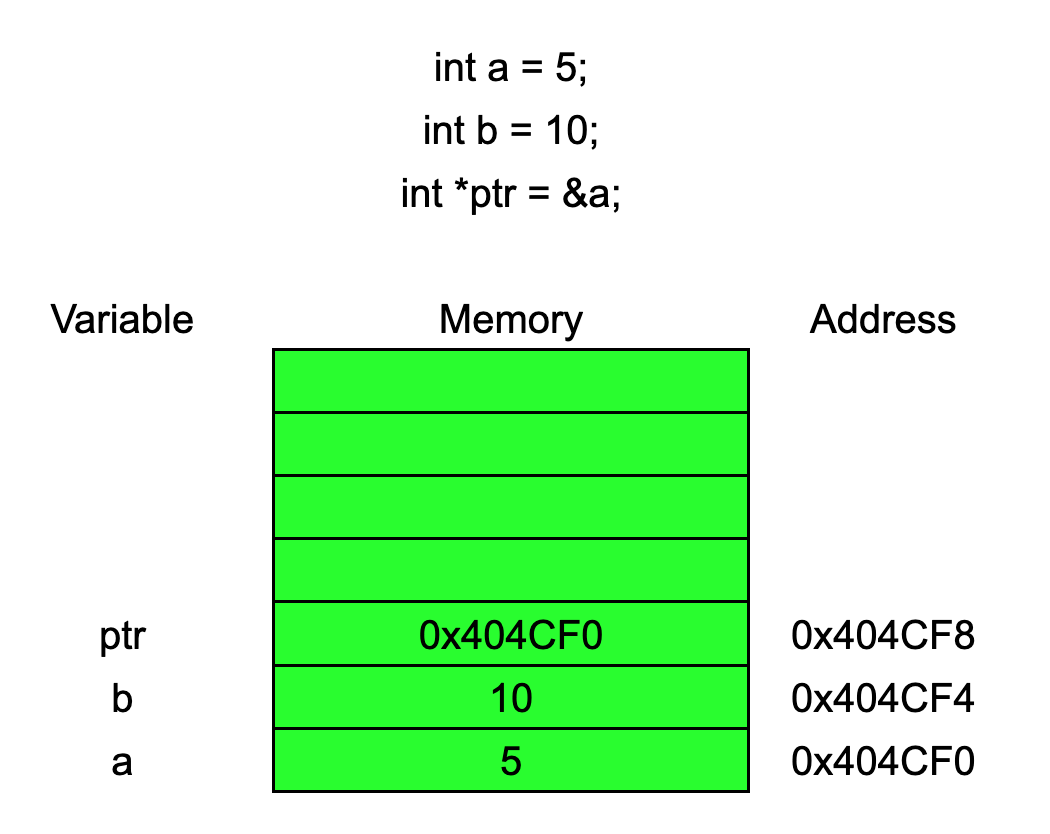 int a = 5;
int b = 10;
int *ptr = &a;
Variable Memory Address
ptr 0x404CF0 0x404CF8
b 10 0x404CF4
a 5 0x404CF0